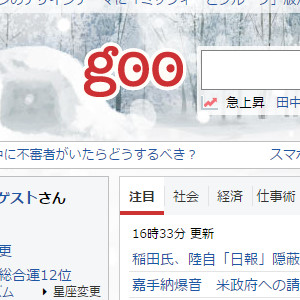 goo
急上昇 田中
中に不審者がいたらどうするべき？ スマホ
ゲストさん
注目 社会 経済 仕事術
16時33分 更新
更
稲田氏、陸自「日報」隠蔽
総合運12位
星座変更
嘉手納爆音 米政府への請